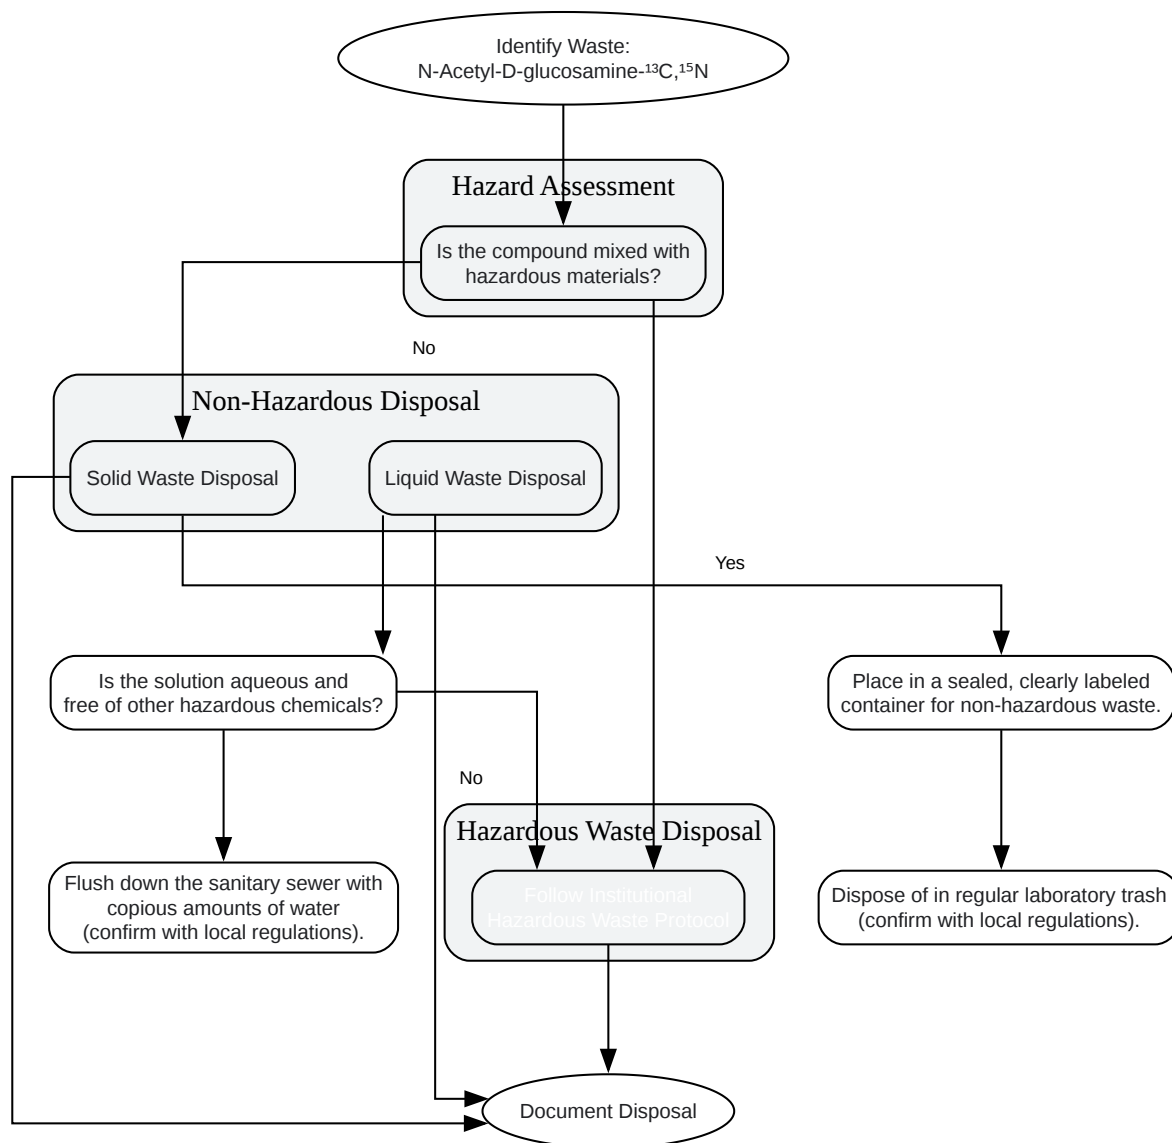 Identify Waste:
N-Acetyl-D-glucosamine-¹³C,¹⁵N
Hazard Assessment
Is the compound mixed with
hazardous materials?
No
Non-Hazardous Disposal
Solid Waste Disposal
Liquid Waste Disposal
Yes
Is the solution aqueous and
free of other hazardous chemicals?
Place in a sealed, clearly labeled
container for non-hazardous waste.
No
Hazardous Waste Disposal
Flush down the sanitary sewer with
copious amounts of water
(confirm with local regulations).
Follow Institutional
Hazardous Waste Protocol
Dispose of in regular laboratory trash
(confirm with local regulations).
Document Disposal